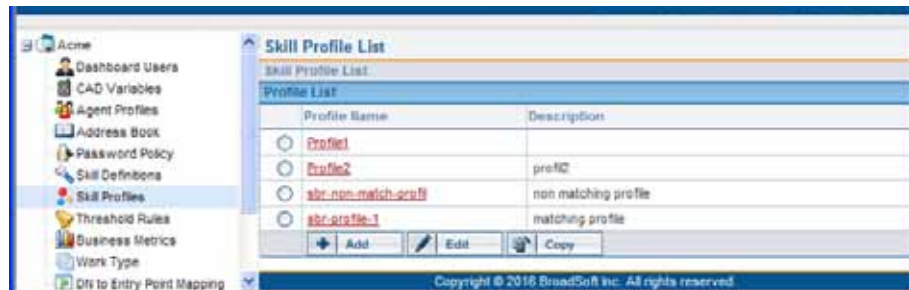 Acme
Dashboard Users
CAD Variables
Agent Profiles
Address Book
Password Policy
Skill Definitions
Skill Profiles
Threshold Rules
Business Metrics
Work Type
DN to Entry Point Mapping
Skill Profile List
Skill Profile List
Profile List
Profile Name Description
Profile1
Profile2 profil2
sbr-non-match-profil non matching profile
sbr-profile-1 matching profile
Add Edit Copy
Copyright © 2016 BroadSoft Inc. All rights reserved.